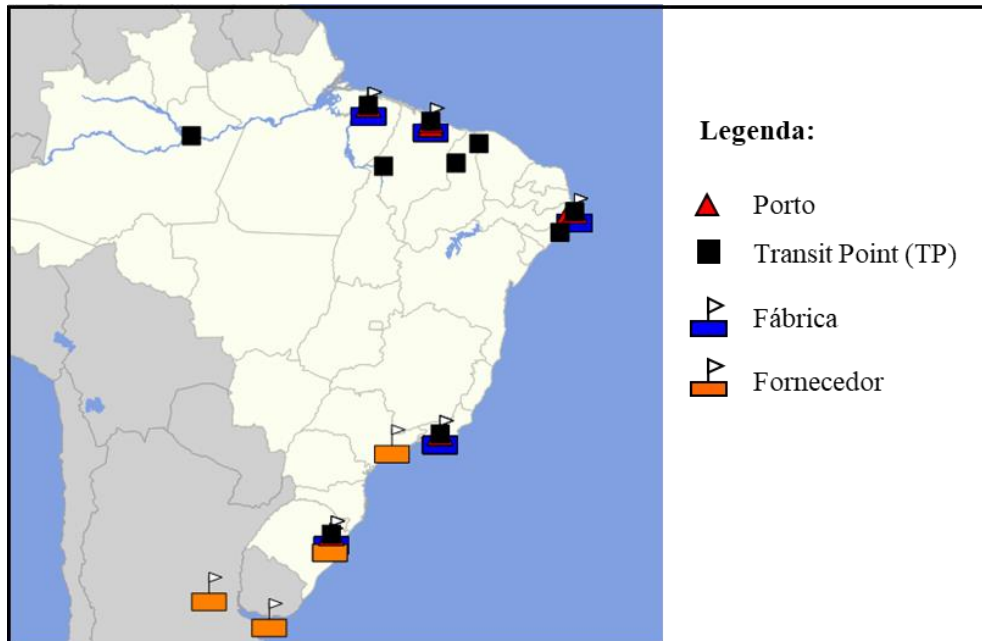 Legenda:
Porto
Transit Point (TP)
Fábrica
Fornecedor